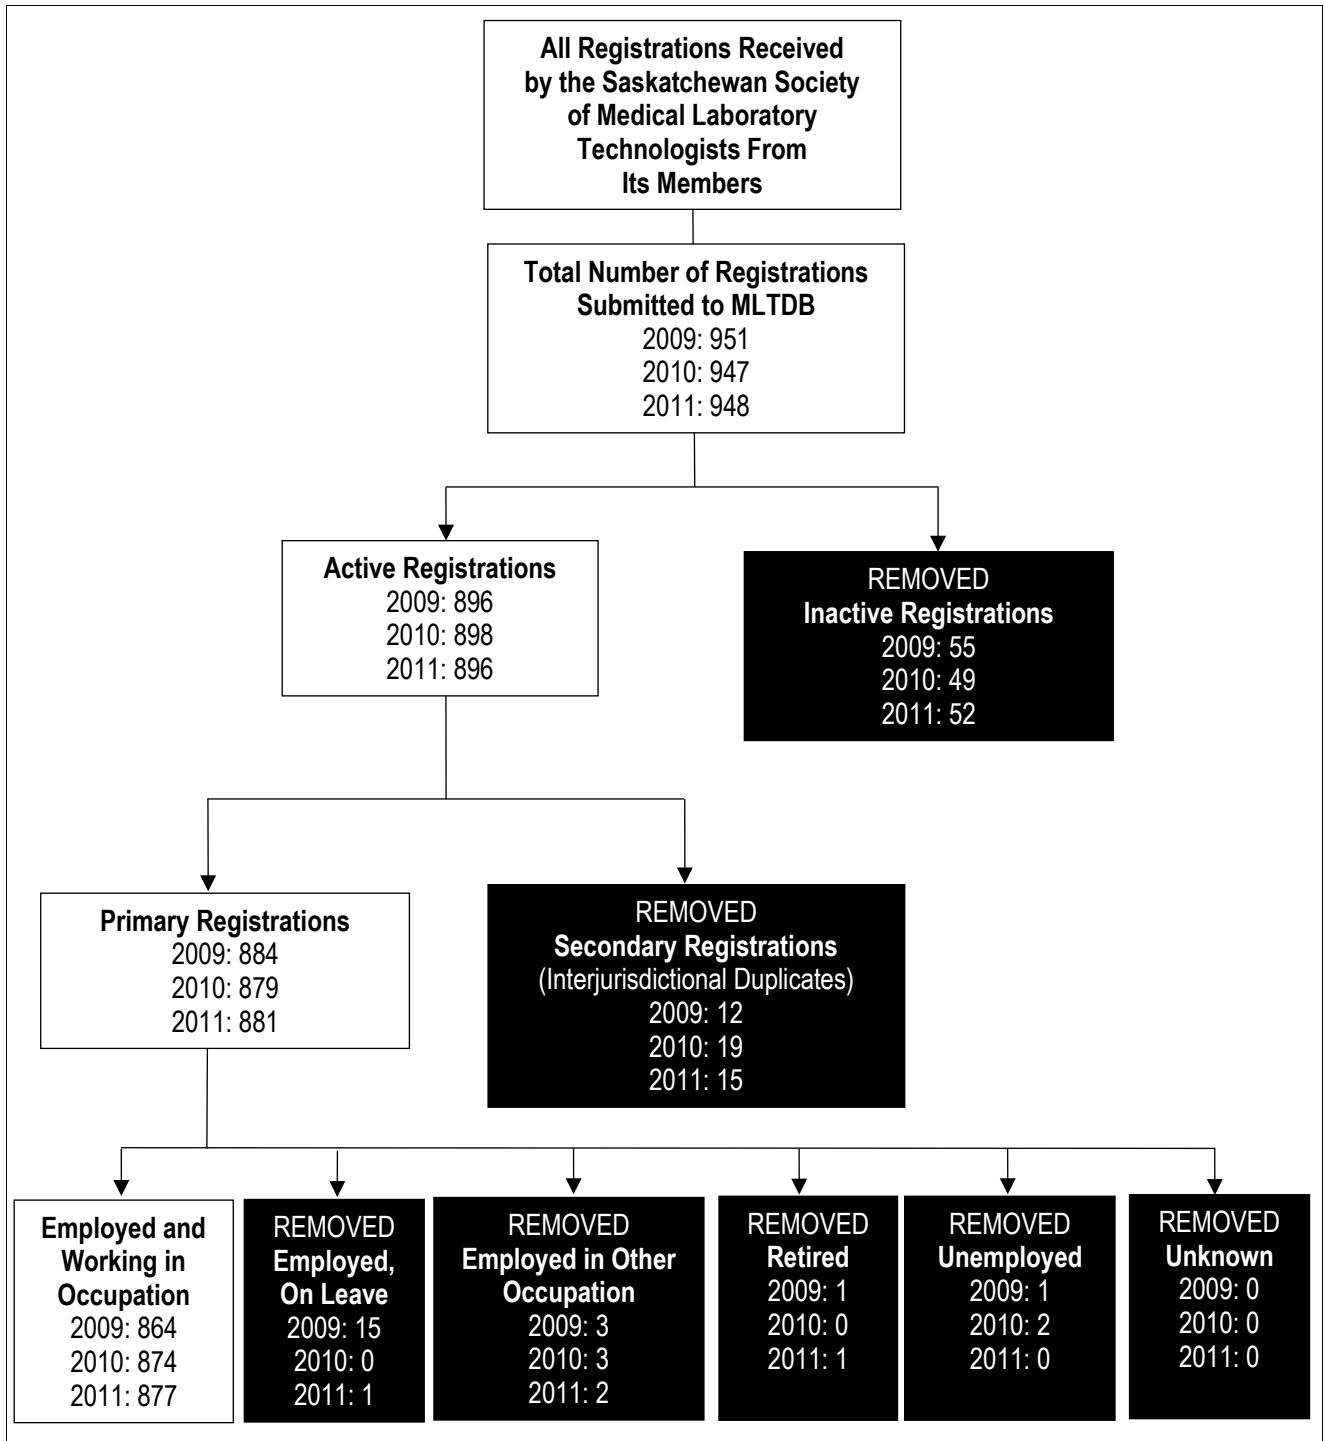 All Registrations Received
by the Saskatchewan Society
of Medical Laboratory
Technologists From
Its Members
Total Number of Registrations
Submitted to MLTDB
2009: 951
2010: 947
2011: 948
Active Registrations
2009: 896
2010: 898
2011: 896
REMOVED
Inactive Registrations
2009: 55
2010: 49
2011: 52
Primary Registrations
2009: 884
2010: 879
2011: 881
REMOVED
Secondary Registrations
(Interjurisdictional Duplicates)
2009: 12
2010: 19
2011: 15
Employed and
Working in
Occupation
2009: 864
2010: 874
2011: 877
REMOVED
Employed,
On Leave
2009: 15
2010: 0
2011: 1
REMOVED
Employed in Other
Occupation
2009: 3
2010: 3
2011: 2
REMOVED
Retired
2009: 1
2010: 0
2011: 1
REMOVED
Unemployed
2009: 1
2010: 2
2011: 0
REMOVED
Unknown
2009: 0
2010: 0
2011: 0